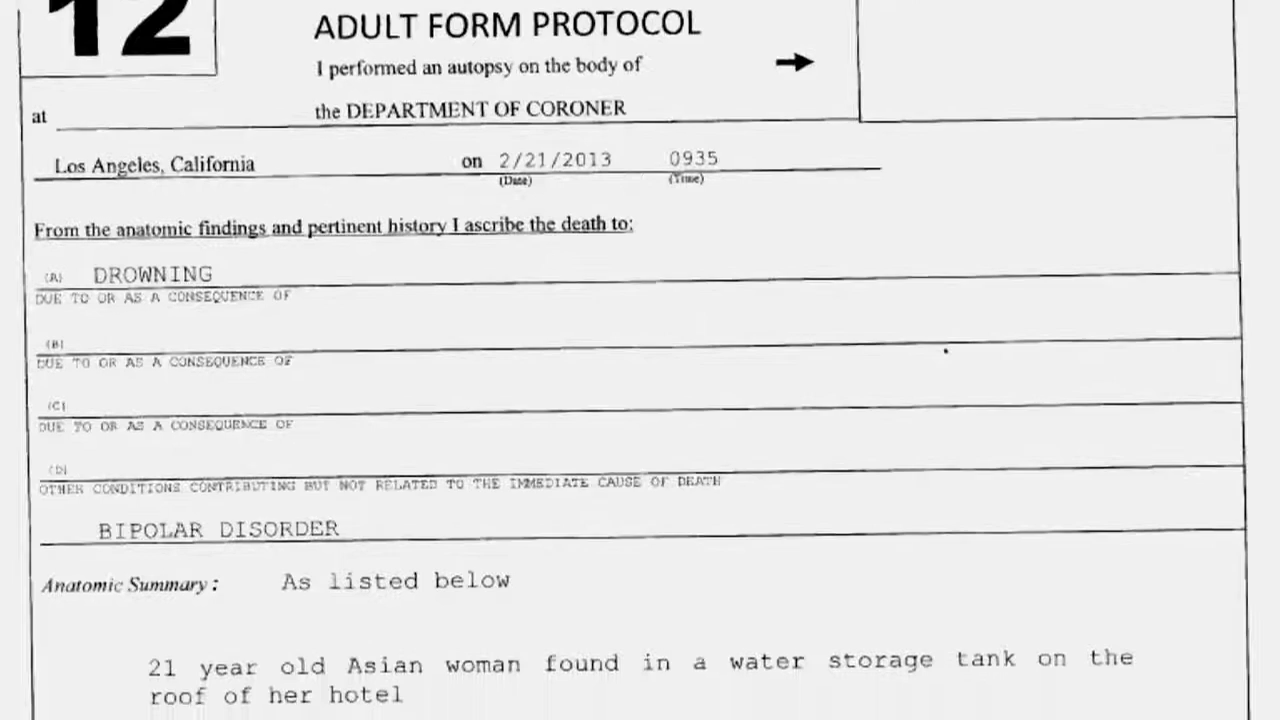 12
ADULT FORM PROTOCOL
I performed an autopsy on the body of
at
the DEPARTMENT OF CORONER
Los Angeles, California on 2/21/2013 0935
(Date) (Time)
From the anatomic findings and pertinent history I ascribe the death to:
(A) DROWNING
DUE TO OR AS A CONSEQUENCE OF
(B)
DUE TO OR AS A CONSEQUENCE OF
(C)
DUE TO OR AS A CONSEQUENCE OF
(D)
OTHER CONDITIONS CONTRIBUTING BUT NOT RELATED TO THE IMMEDIATE CAUSE OF DEATH
BIPOLAR DISORDER
Anatomic Summary: As listed below
21 year old Asian woman found in a water storage tank on the
roof of her hotel